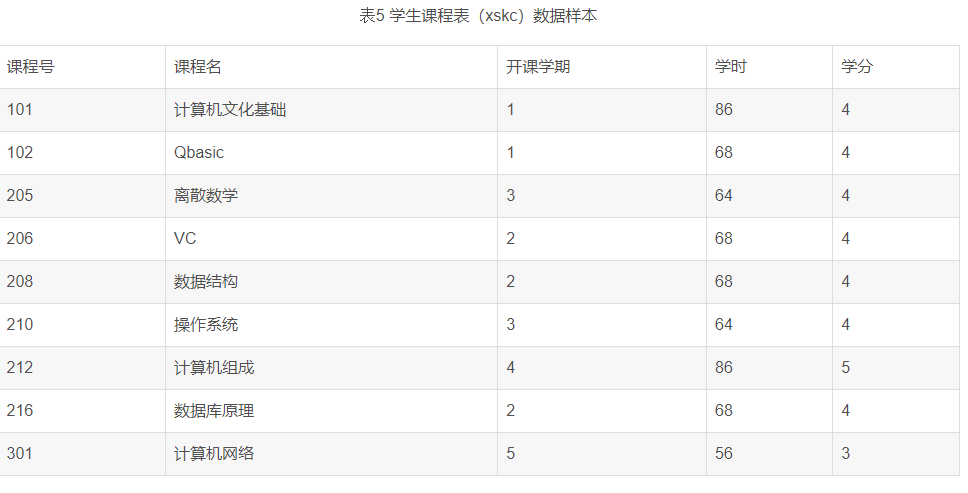 表5 学生课程表（xskc）数据样本
课程号 课程名 开课学期 学时 学分
101 计算机文化基础 1 86 4
102 Qbasic 1 68 4
205 离散数学 3 64 4
206 VC 2 68 4
208 数据结构 2 68 4
210 操作系统 3 64 4
212 计算机组成 4 86 5
216 数据库原理 2 68 4
301 计算机网络 5 56 3